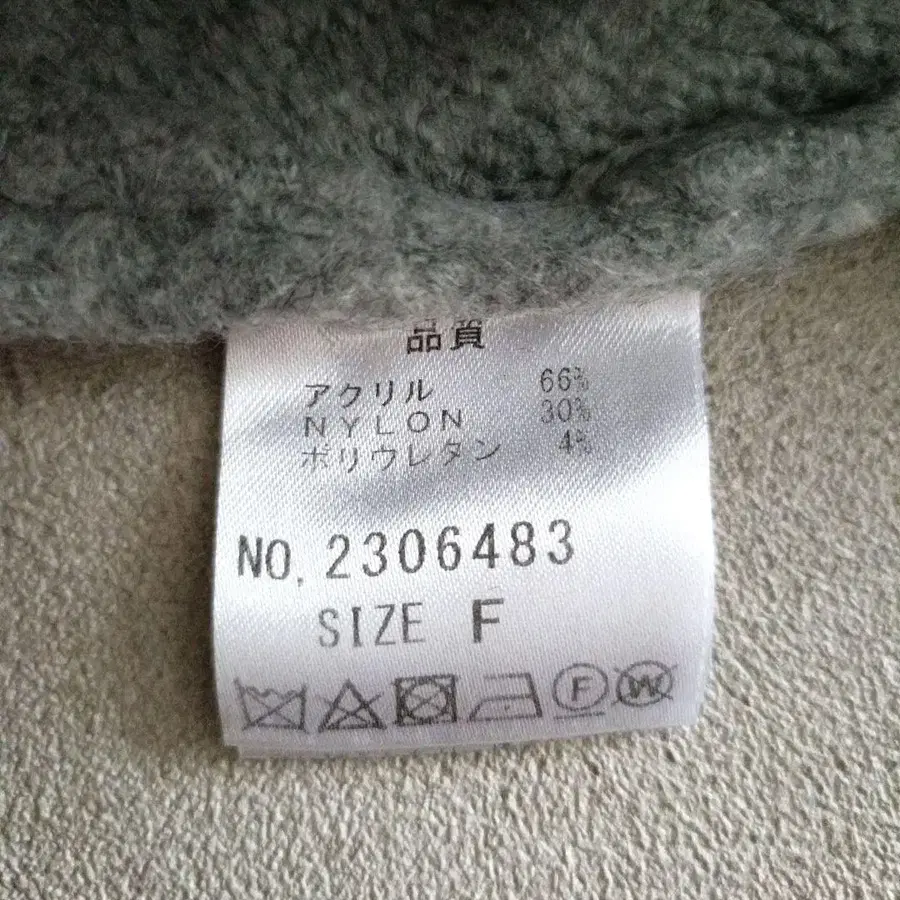 品質
アクリル 66%
NYLON 30%
ポリウレタン 4%
NO. 2306483
SIZE F
F W